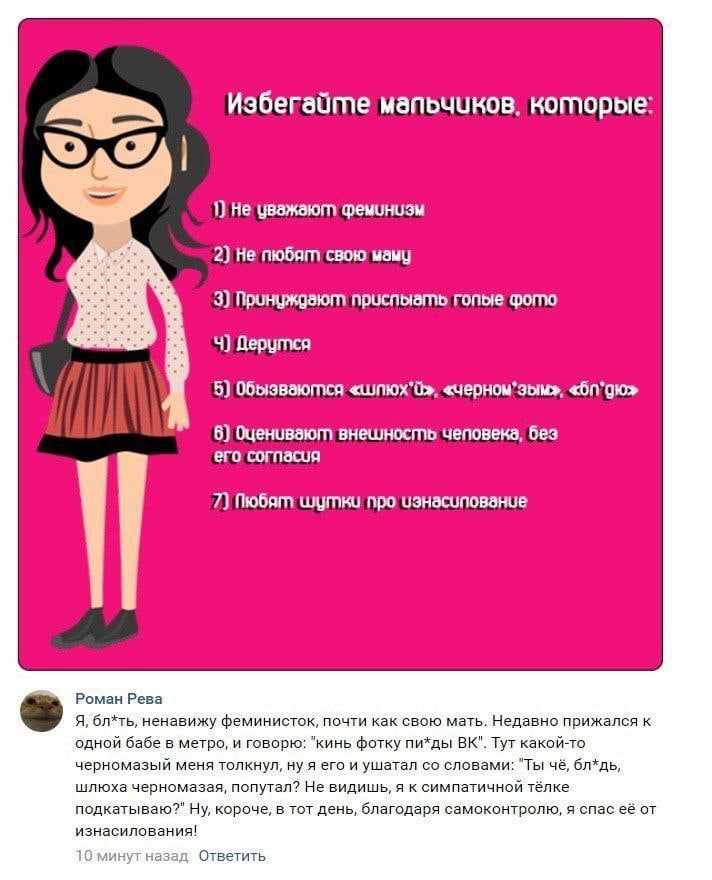 Избегайте мальчиков, которые:
1) Не уважают феминизм
2) Не любят свою маму
3) Принуждают присылать голые фото
4) Дерутся
5) Обзываются «шлюх*й», «черном*зым», «бл*дю»
6) Оценивают внешность человека, без
его согласия
7) Любят шутки про изнасилование
Роман Рева
Я, бл*ть, ненавижу феминисток, почти как свою мать. Недавно прижался к
одной бабе в метро, и говорю: "кинь фотку пи*ды ВК". Тут какой-то
черномазый меня толкнул, ну я его и ушатал со словами: "Ты чё, бл*дь,
шлюха черномазая, попутал? Не видишь, я к симпатичной тёлке
подкатываю?" Ну, короче, в тот день, благодаря самоконтролю, я спас её от
изнасилования!
10 минут назад Ответить